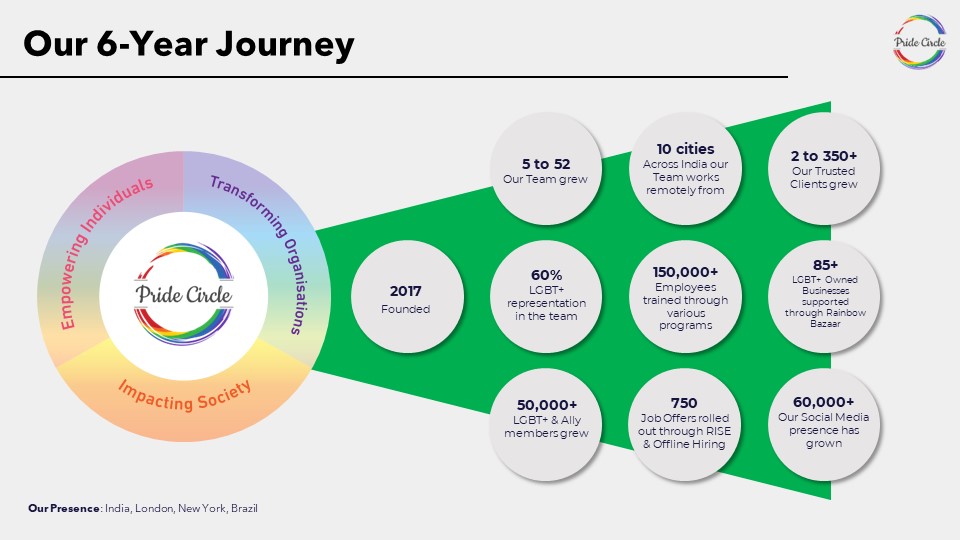 Our 6-Year Journey
Pride Circle
Empowering Individuals
Transforming Organisations
Impacting Society
Pride Circle
2017
Founded
5 to 52
Our Team grew
10 cities
Across India our
Team works
remotely from
2 to 350+
Our Trusted
Clients grew
60%
LGBT+
representation
in the team
150,000+
Employees
trained through
various
programs
85+
LGBT+ Owned
Businesses
supported
through Rainbow
Bazaar
50,000+
LGBT+ & Ally
members grew
750
Job Offers rolled
out through RISE
& Offline Hiring
60,000+
Our Social Media
presence has
grown
Our Presence: India, London, New York, Brazil